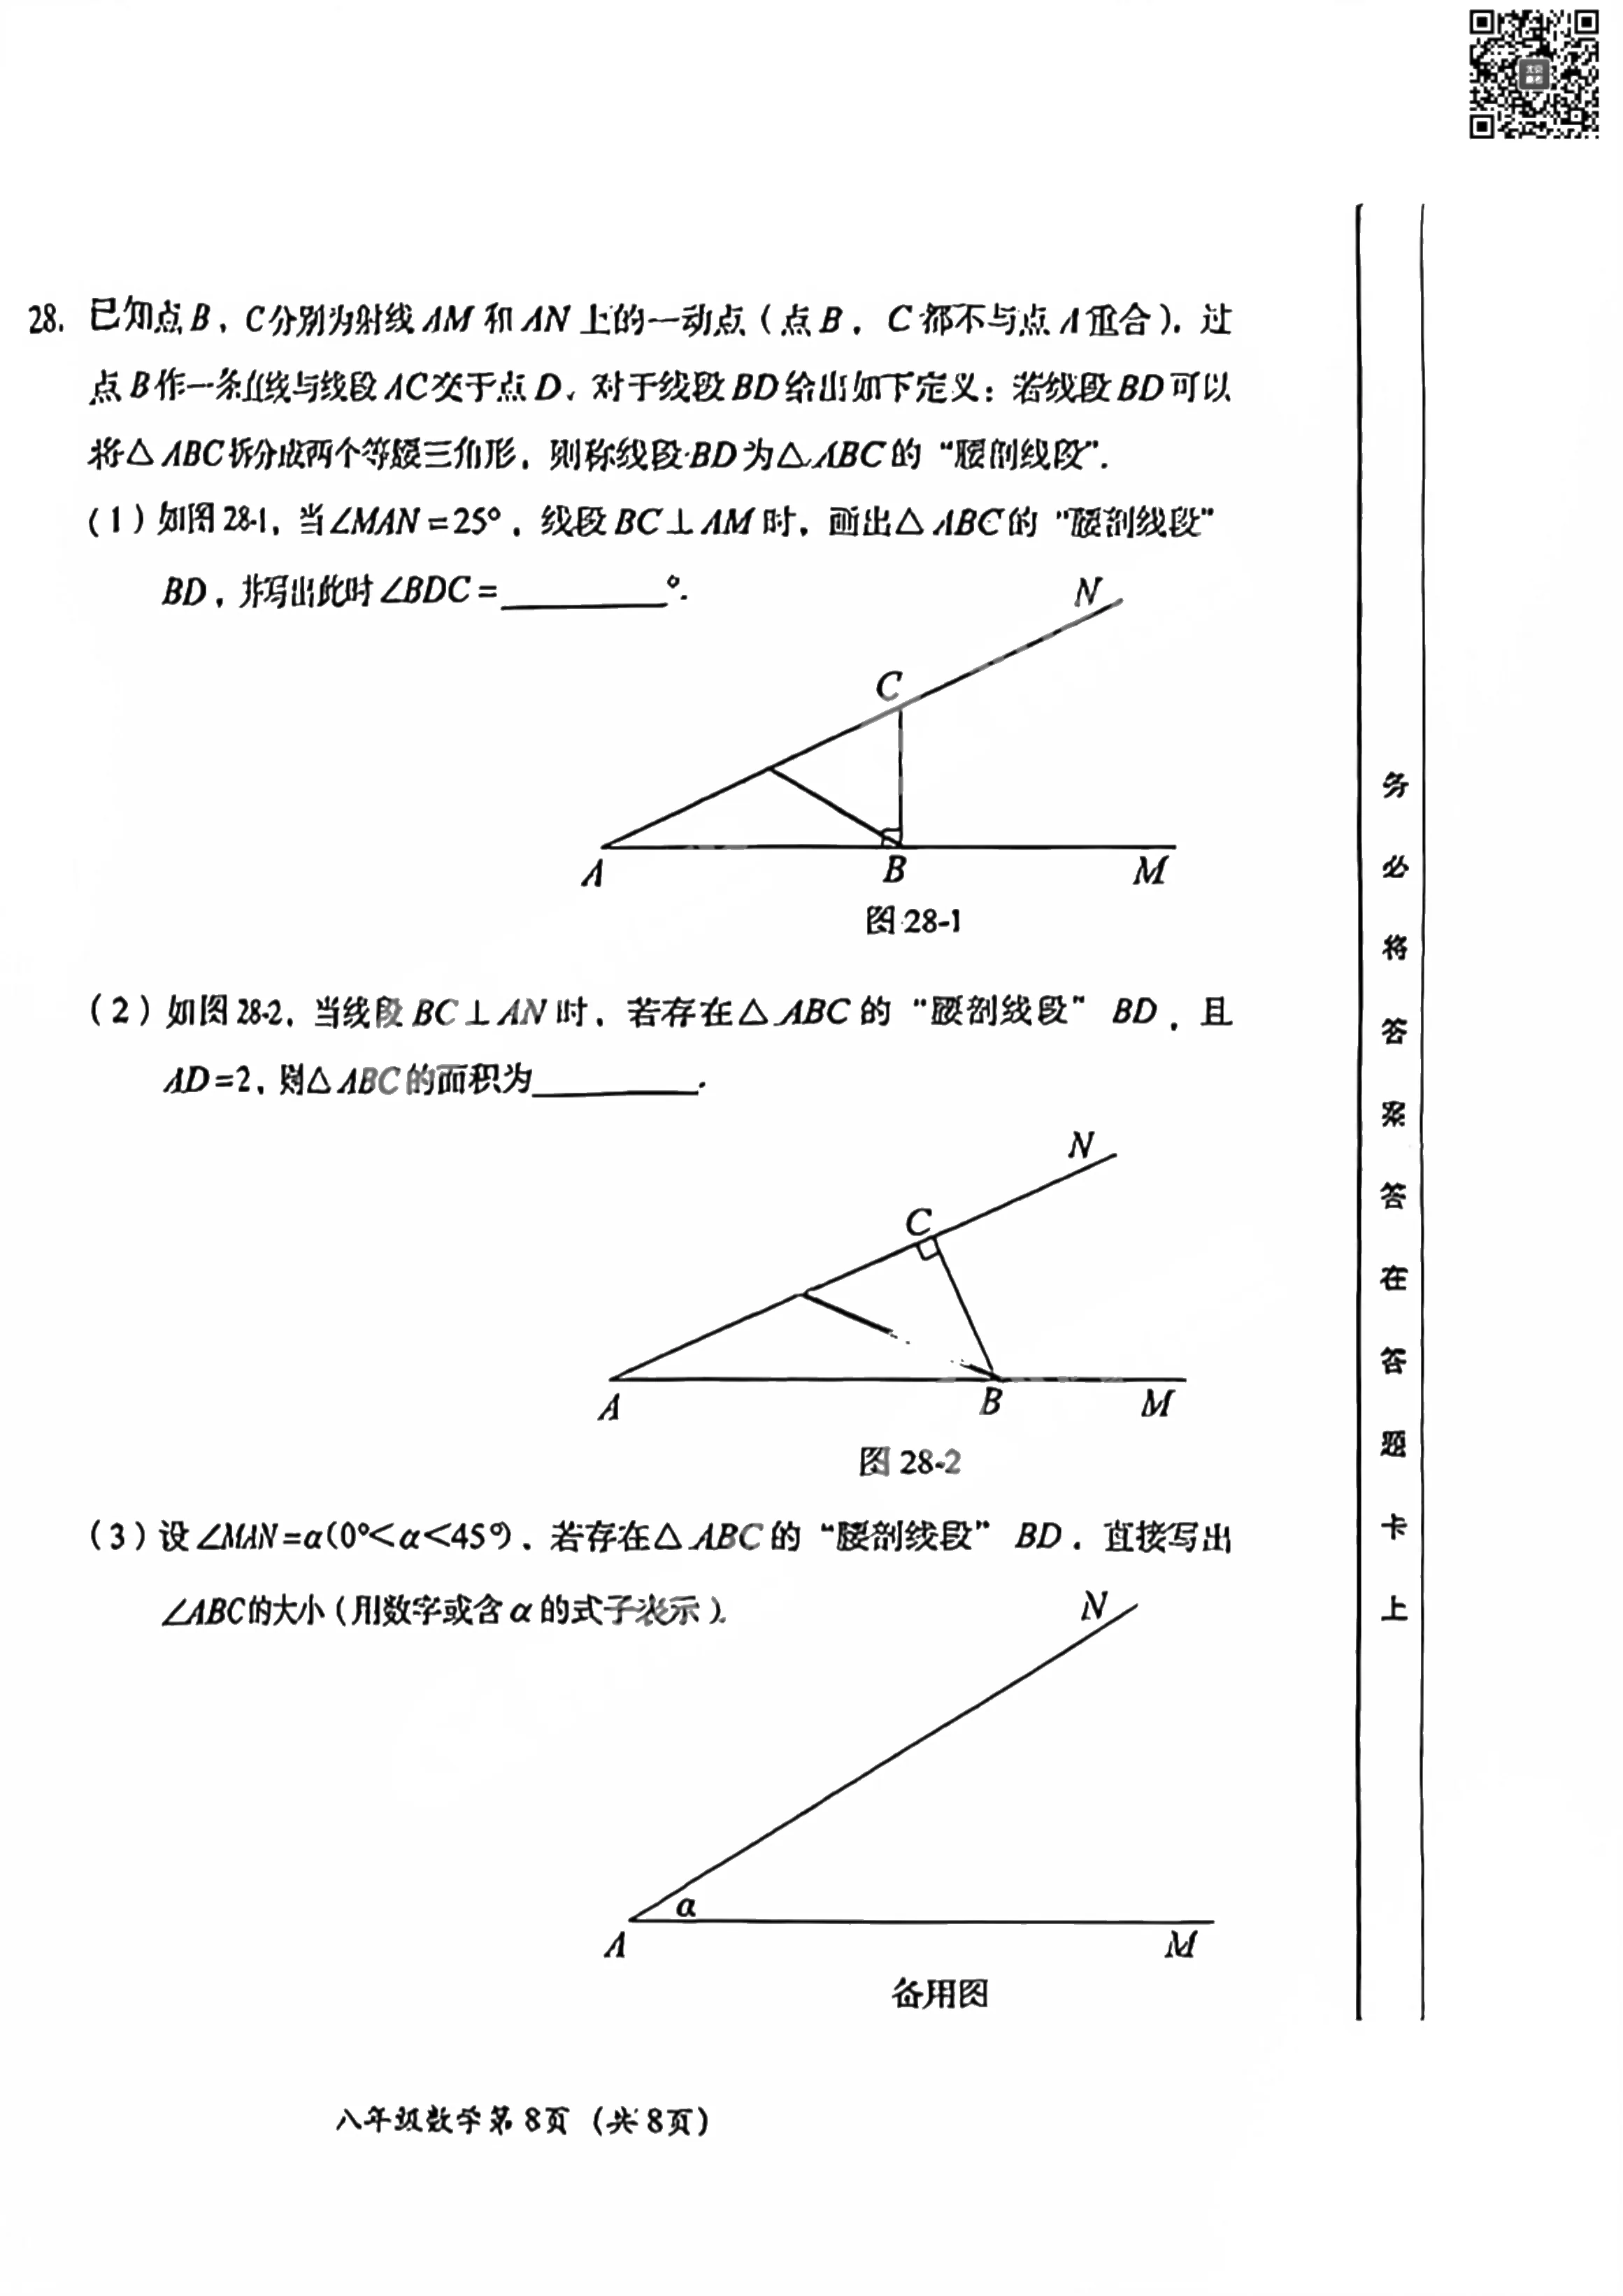 28. 已知点B,C分别为射线AM和AN上的一动点(点B,C都不与点A重合),过
点B作一条直线与线段AC交于点D,对于线段BD给出如下定义:若线段BD可以
将△ABC拆分成两个等腰三角形,则称线段BD为△ABC的“腰剖线段”.
(1)如图28-1,当∠MAN=25°,线段BC⊥AM时,画出△ABC的“腰剖线段”
BD,并写出此时∠BDC=________°.
N
C
A B M
图28-1
(2)如图28-2,当线段BC⊥AN时,若存在△ABC的“腰剖线段”BD,且
AD=2,则△ABC的面积为________.
N
C
A B M
图28-2
(3)设∠MAN=α(0°<α<45°),若存在△ABC的“腰剖线段”BD,直接写出
∠ABC的大小(用数字或含α的式子表示).
N
α
A M
备用图
八年级数学第8页(共8页)
务必将答案答在答题卡上